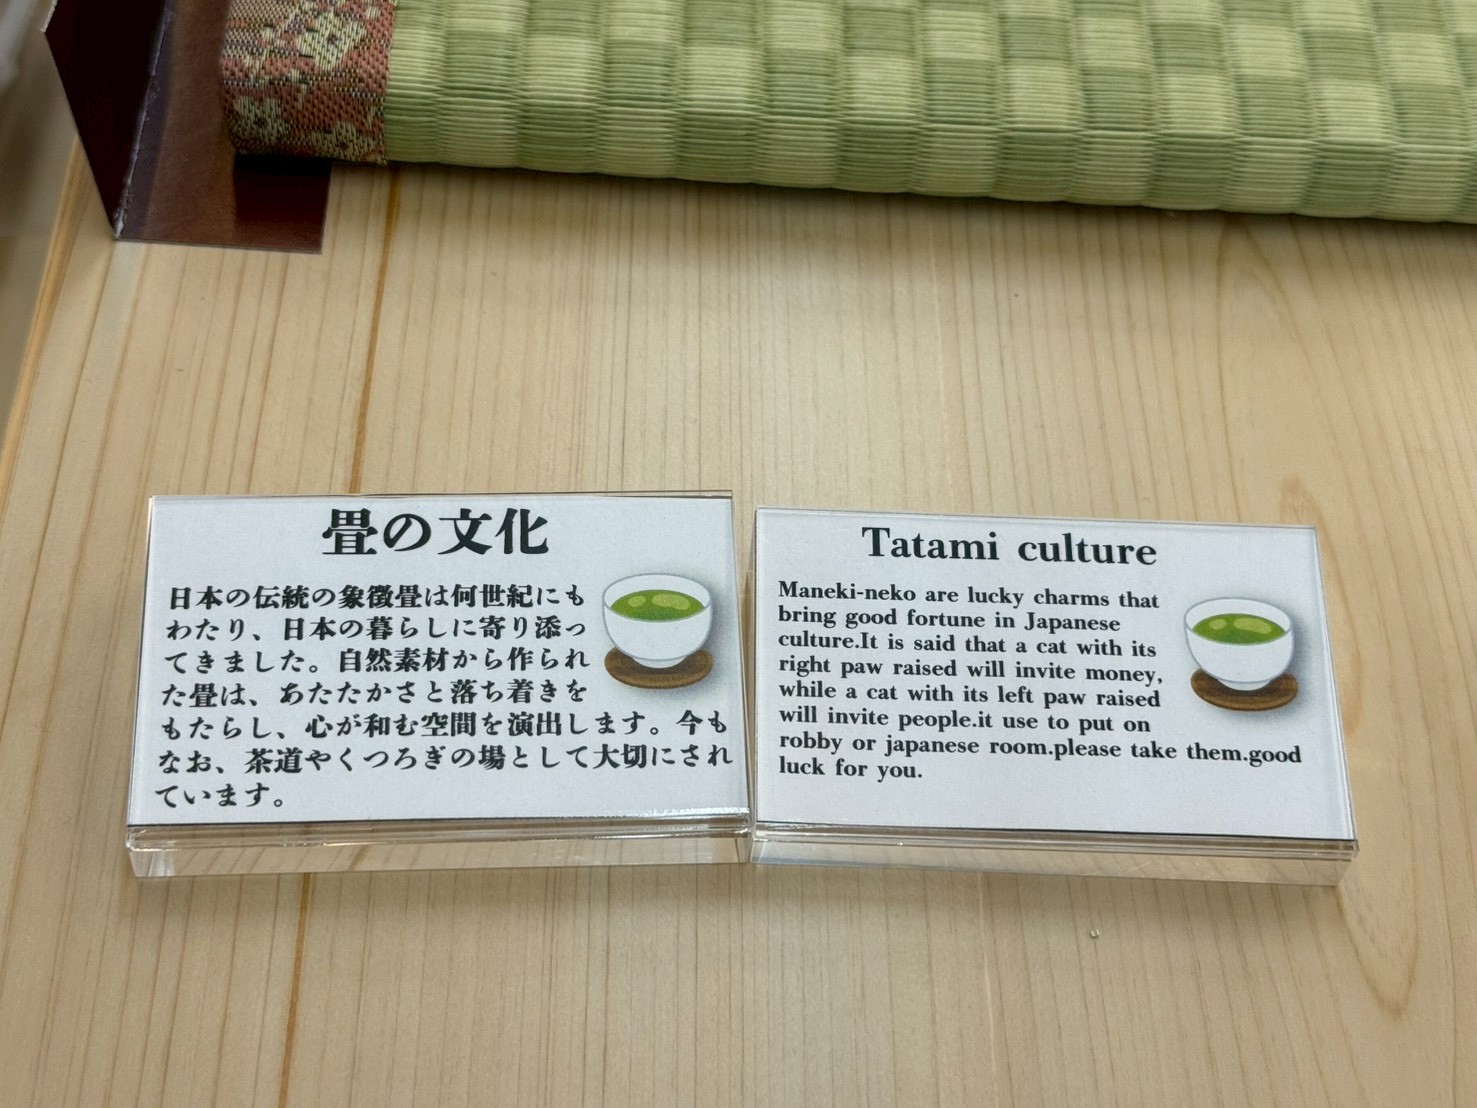 畳の文化
日本の伝統の象徴畳は何世紀にも
わたり、日本の暮らしに寄り添っ
てきました。自然素材から作られ
た畳は、あたたかさと落ち着きを
もたらし、心が和む空間を演出します。今も
なお、茶道やくつろぎの場として大切にされ
ています。
Tatami culture
Maneki-neko are lucky charms that
bring good fortune in Japanese
culture.It is said that a cat with its
right paw raised will invite money,
while a cat with its left paw raised
will invite people.it use to put on
robby or japanese room.please take them.good
luck for you.